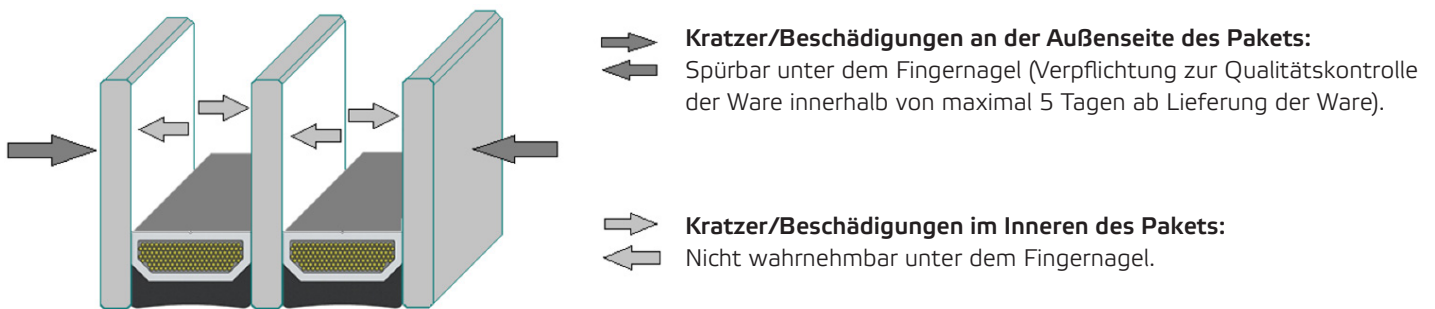 Kratzer/Beschädigungen an der Außenseite des Pakets:
Spürbar unter dem Fingernagel (Verpflichtung zur Qualitätskontrolle
der Ware innerhalb von maximal 5 Tagen ab Lieferung der Ware).
Kratzer/Beschädigungen im Inneren des Pakets:
Nicht wahrnehmbar unter dem Fingernagel.